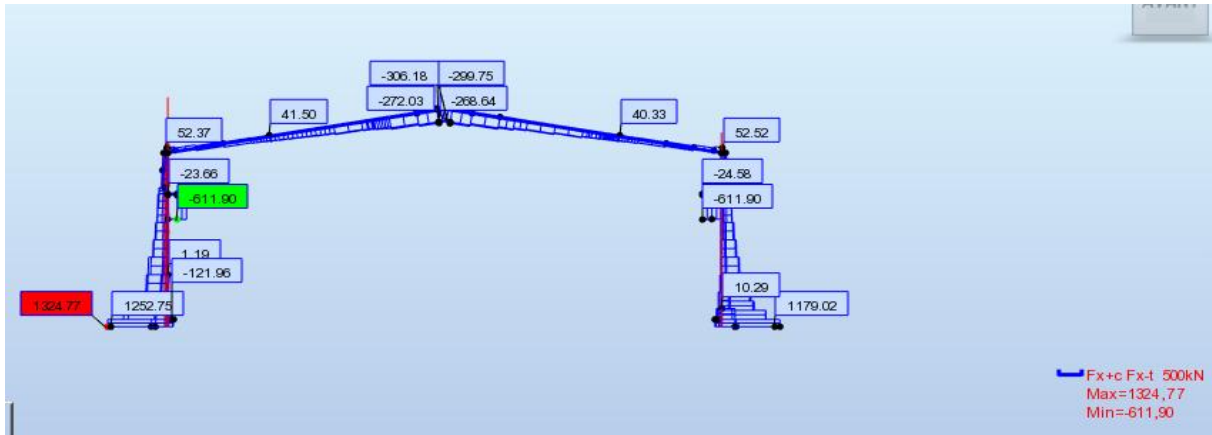 AVANT
-306.18 -299.75
-272.03 -268.64
41.50 40.33
52.37 52.52
-23.66 -24.58
-611.90 -611.90
1.19
-121.96
10.29
1324.77 1252.75 1179.02
Fx+c Fx-t 500kN
Max=1324,77
Min=-611,90